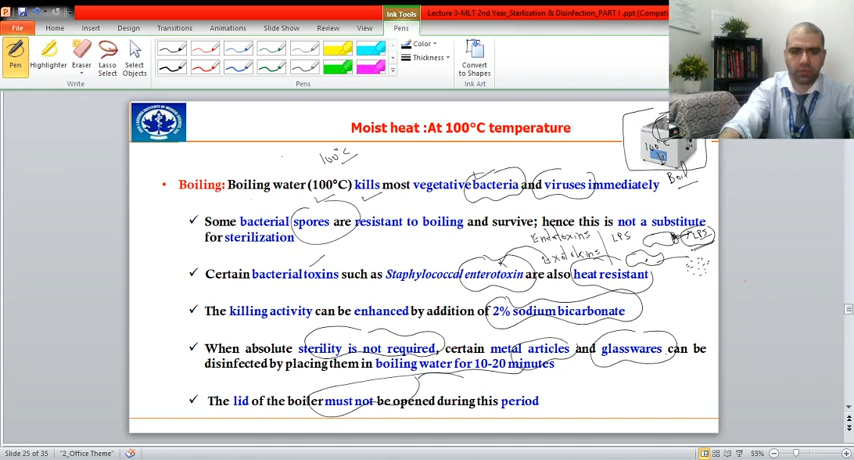 Ink Tools
Lecture 3-MLT 2nd Year_Sterlization & Disinfection_PART I .ppt [Compati
File Home Insert Design Transitions Animations Slide Show Review View Pens
Pen Highlighter Eraser Lasso Select Select Objects
Color
Thickness
Convert to Shapes
Write Pens Ink Art
Moist heat :At 100°C temperature
100°C
100°C
Boil
• Boiling: Boiling water (100°C) kills most vegetative bacteria and viruses immediately
✓ Some bacterial spores are resistant to boiling and survive; hence this is not a substitute
for sterilization
Endotoxins | LPS
LPS
Exotoxins
✓ Certain bacterial toxins such as Staphylococcal enterotoxin are also heat resistant
✓ The killing activity can be enhanced by addition of 2% sodium bicarbonate
✓ When absolute sterility is not required, certain metal articles and glasswares can be
disinfected by placing them in boiling water for 10-20 minutes
✓ The lid of the boiler must not be opened during this period
Slide 25 of 35 "2_Office Theme" 55%